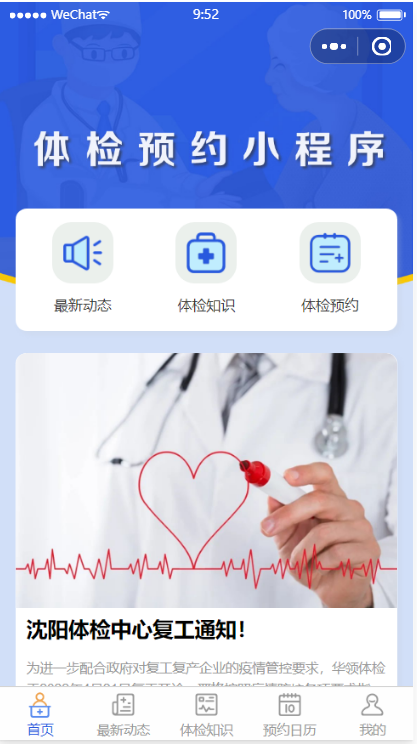 WeChat 9:52 100%
体检预约小程序
最新动态 体检知识 体检预约
沈阳体检中心复工通知！
为进一步配合政府对复工复产企业的疫情管控要求，华领体检
10
首页 最新动态 体检知识 预约日历 我的